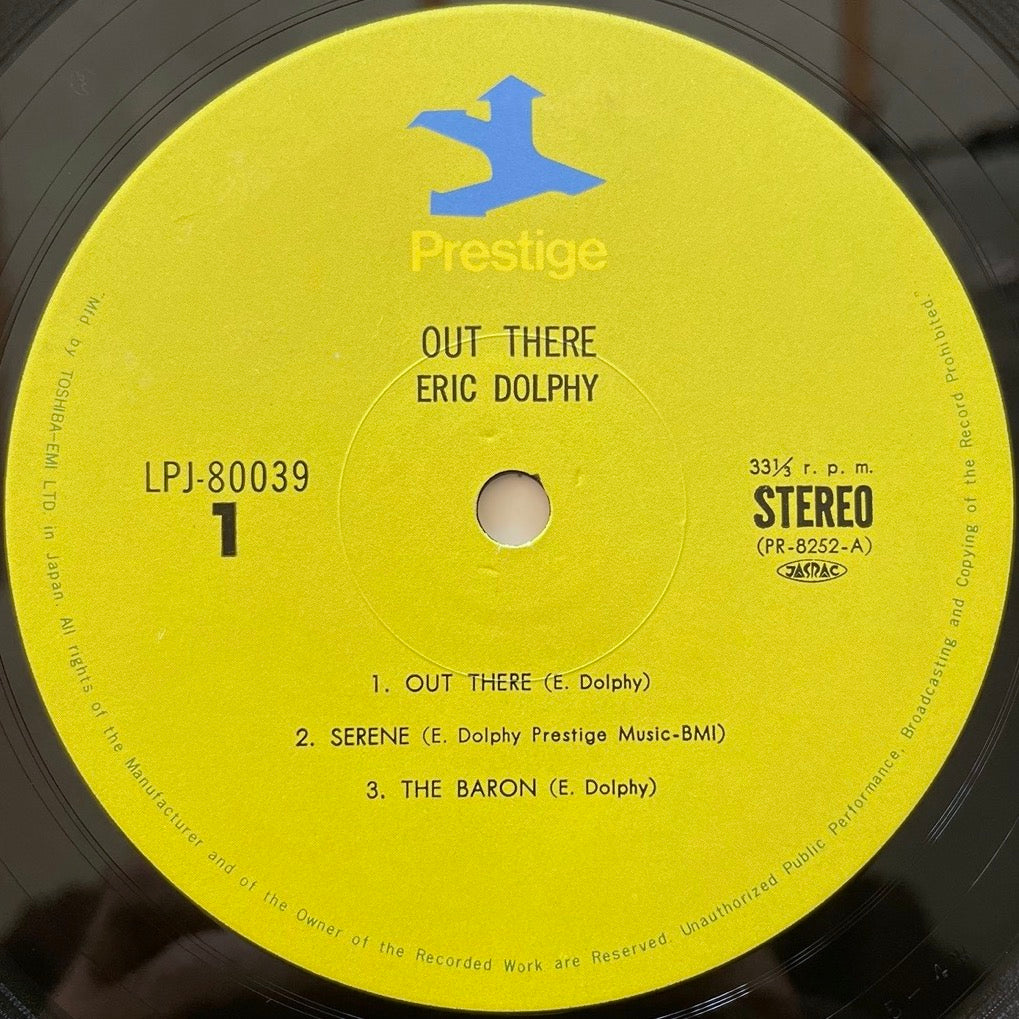 Prestige
OUT THERE
ERIC DOLPHY
LPJ-80039
1
33⅓ r. p. m.
STEREO
(PR-8252-A)
JASRAC
1. OUT THERE (E. Dolphy)
2. SERENE (E. Dolphy Prestige Music-BMI)
3. THE BARON (E. Dolphy)
"Mfd. by TOSHIBA-EMI LTD. in Japan. All rights of the Manufacturer and of the Owner of the Recorded Work are Reserved. Unauthorized Public Performance, Broadcasting and Copying of the Record Prohibited."